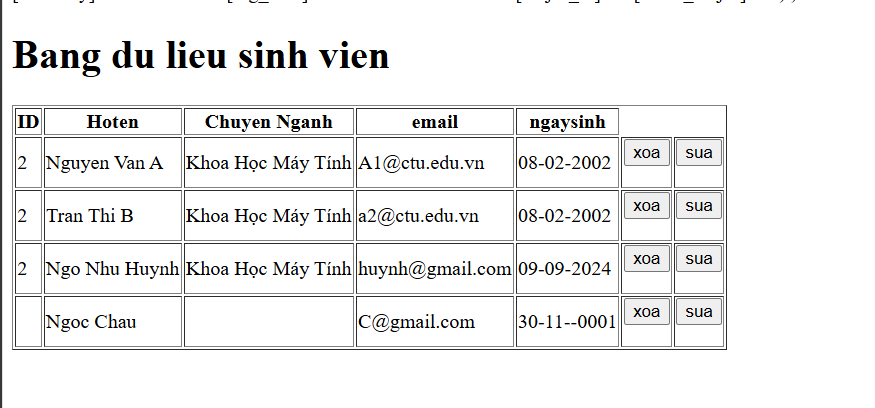 Bang du lieu sinh vien
ID Hoten Chuyen Nganh email ngaysinh
2 Nguyen Van A Khoa Học Máy Tính A1@ctu.edu.vn 08-02-2002 xoa sua
2 Tran Thi B Khoa Học Máy Tính a2@ctu.edu.vn 08-02-2002 xoa sua
2 Ngo Nhu Huynh Khoa Học Máy Tính huynh@gmail.com 09-09-2024 xoa sua
Ngoc Chau C@gmail.com 30-11--0001 xoa sua